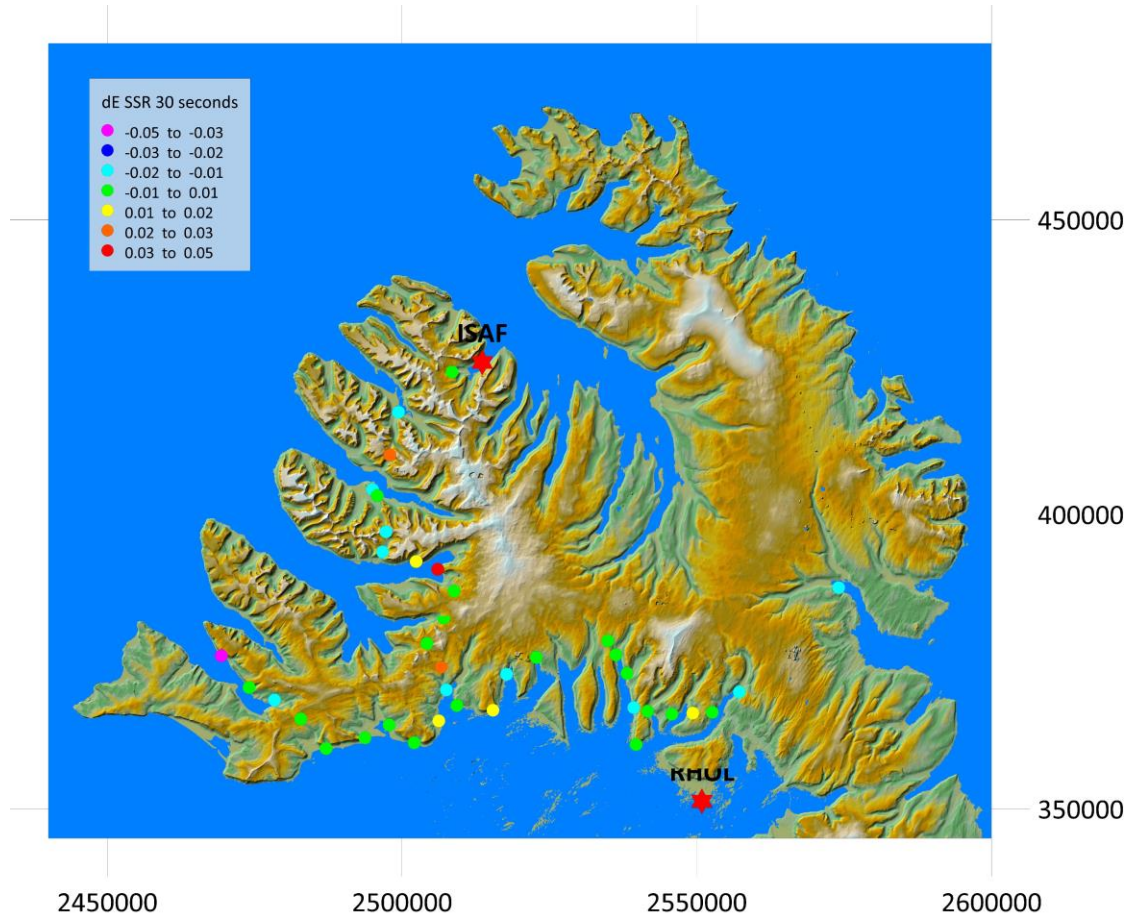 dE SSR 30 seconds
-0.05 to -0.03
-0.03 to -0.02
-0.02 to -0.01
-0.01 to 0.01
0.01 to 0.02
0.02 to 0.03
0.03 to 0.05
450000
ISAF
400000
RHOL
350000
2450000
2500000
2550000
2600000